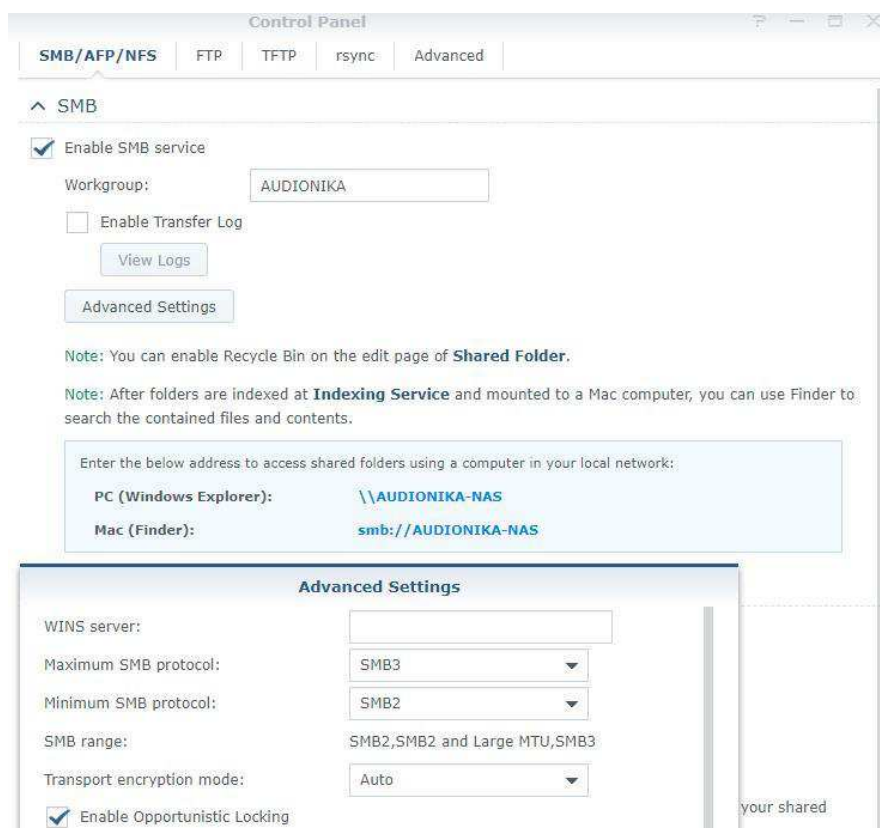 Control Panel
SMB/AFP/NFS FTP TFTP rsync Advanced
SMB
Enable SMB service
Workgroup: AUDIONIKA
Enable Transfer Log
View Logs
Advanced Settings
Note: You can enable Recycle Bin on the edit page of Shared Folder.
Note: After folders are indexed at Indexing Service and mounted to a Mac computer, you can use Finder to
search the contained files and contents.
Enter the below address to access shared folders using a computer in your local network:
PC (Windows Explorer): \\AUDIONIKA-NAS
Mac (Finder): smb://AUDIONIKA-NAS
Advanced Settings
WINS server:
Maximum SMB protocol: SMB3
Minimum SMB protocol: SMB2
SMB range: SMB2,SMB2 and Large MTU,SMB3
Transport encryption mode: Auto
Enable Opportunistic Locking
your shared